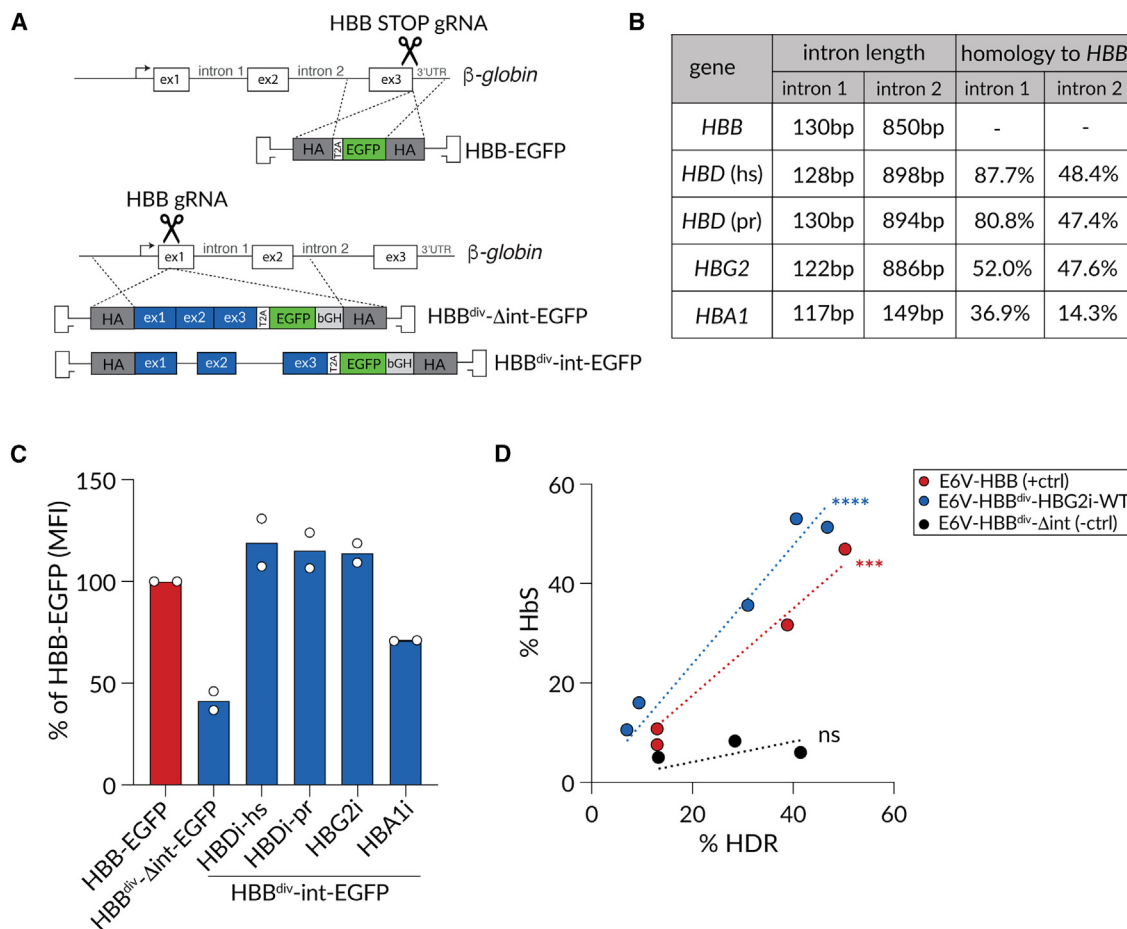 A
HBB STOP gRNA
ex1
intron 1
ex2
intron 2
ex3
3'UTR
β-globin
HA
T2A
EGFP
HA
HBB-EGFP
HBB gRNA
ex1
intron 1
ex2
intron 2
ex3
3'UTR
β-globin
HA
ex1
ex2
ex3
T2A
EGFP
bGH
HA
HBBdiv-Δint-EGFP
HA
ex1
ex2
ex3
T2A
EGFP
bGH
HA
HBBdiv-int-EGFP
B
gene intron length homology to HBB
intron 1 intron 2 intron 1 intron 2
HBB 130bp 850bp - -
HBD (hs) 128bp 898bp 87.7% 48.4%
HBD (pr) 130bp 894bp 80.8% 47.4%
HBG2 122bp 886bp 52.0% 47.6%
HBA1 117bp 149bp 36.9% 14.3%
C
% of HBB-EGFP (MFI)
150
100
50
0
HBB-EGFP
HBBdiv-Δint-EGFP
HBDi-hs
HBDi-pr
HBG2i
HBA1i
HBBdiv-int-EGFP
D
E6V-HBB (+ctrl)
E6V-HBBdiv-HBG2i-WT
E6V-HBBdiv-Δint (-ctrl)
% HbS
60
40
20
0
****
***
ns
0 20 40 60
% HDR